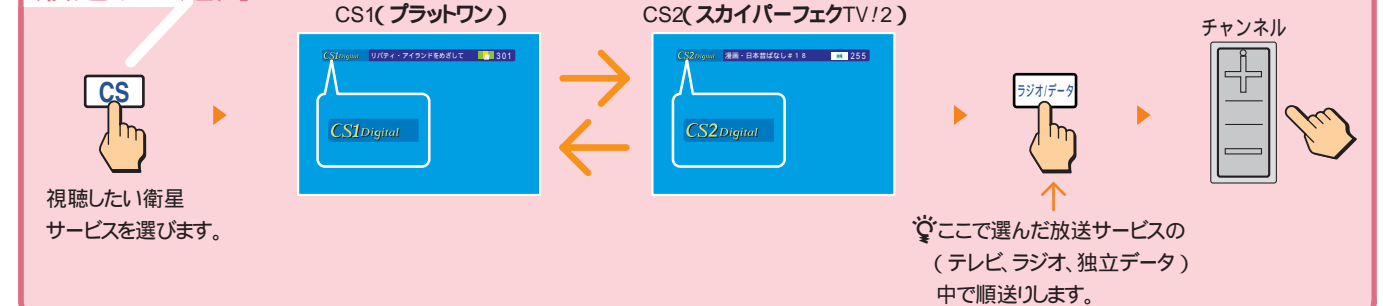 CS1(プラットワン)
CS2(スカイパーフェクTV!2)
チャンネル
CS1Digital リバティ・アイランドをめざして 301
CS2Digital 漫画・日本昔ばなし#18 255
CS
CS1Digital
CS2Digital
ラジオ/データ
視聴したい衛星
サービスを選びます。
ここで選んだ放送サービスの
(テレビ、ラジオ、独立データ)
中で順送りします。